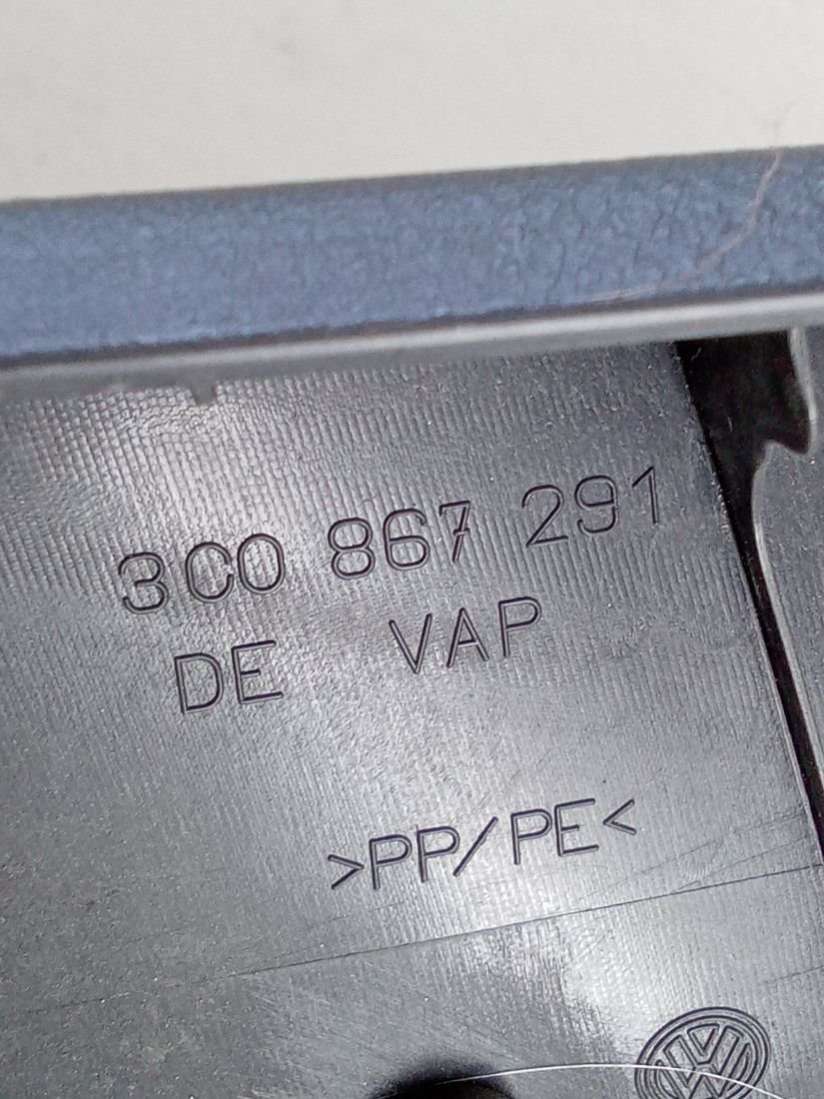 3C0 867 291
DE VAP
>PP/PE<